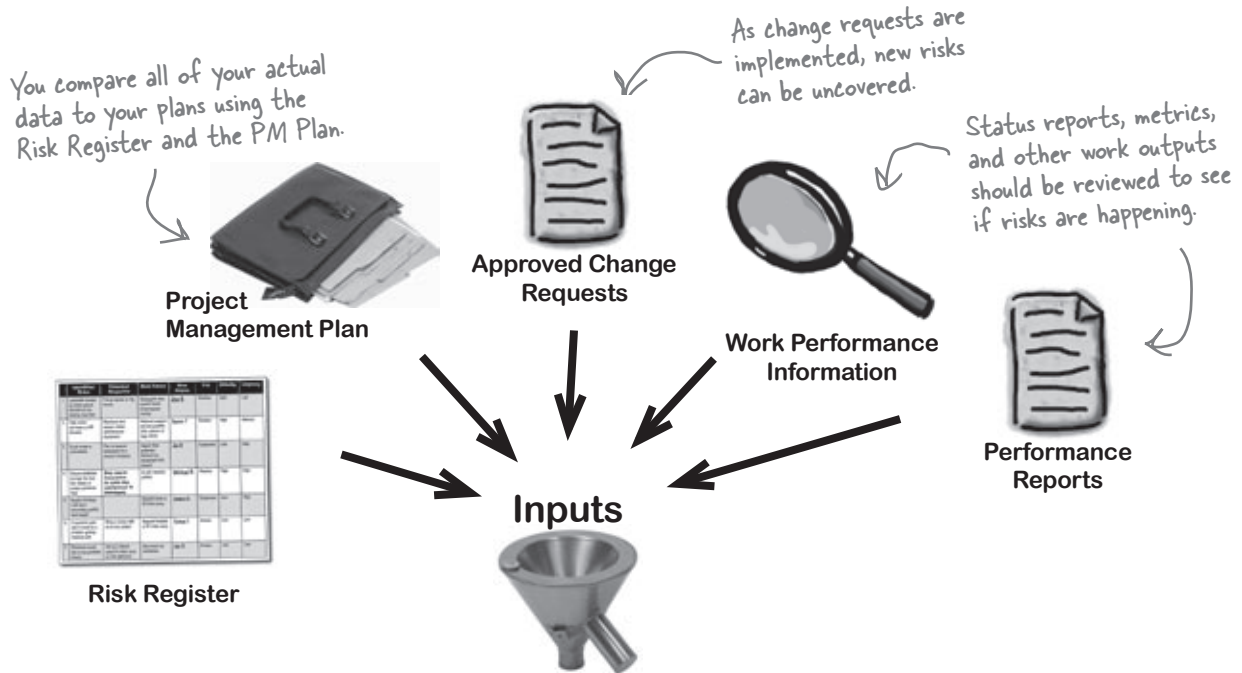 You compare all of your actual
data to your plans using the
Risk Register and the PM Plan.
As change requests are
implemented, new risks
can be uncovered.
Status reports, metrics,
and other work outputs
should be reviewed to see
if risks are happening.
Project
Management Plan
Approved Change
Requests
Work Performance
Information
Performance
Reports
Risk Register
Inputs